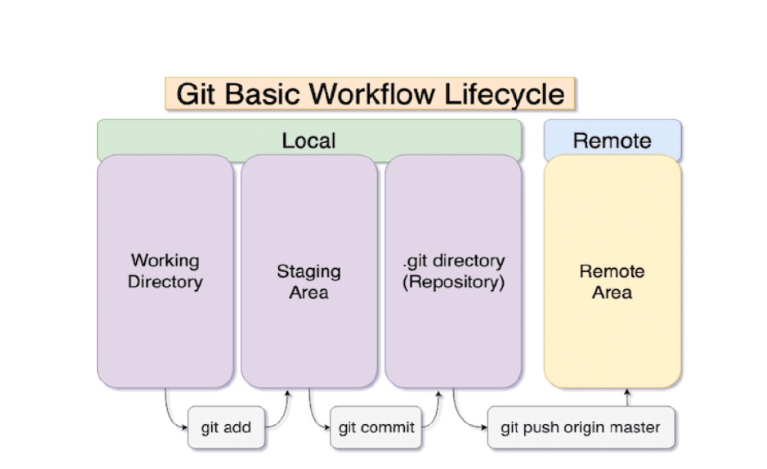 Git Basic Workflow Lifecycle
Local
Remote
Working
Directory
Staging
Area
.git directory
(Repository)
Remote
Area
git add
git commit
git push origin master